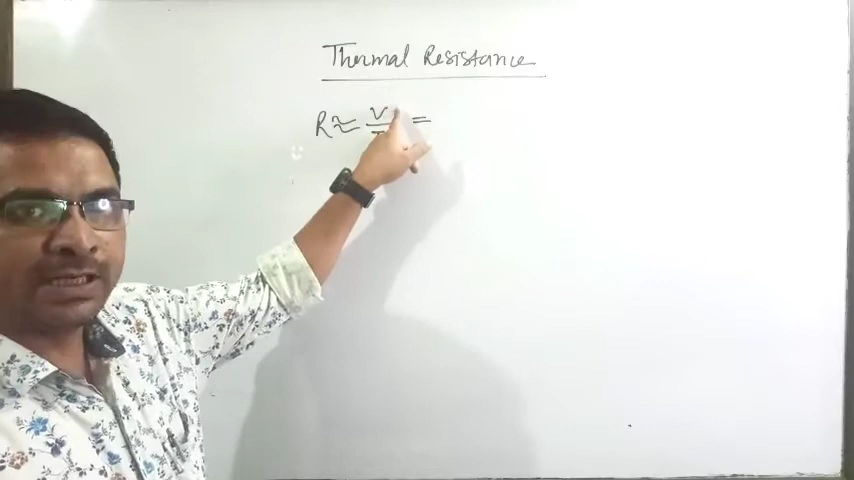 Thermal Resistance
R ≈ V =